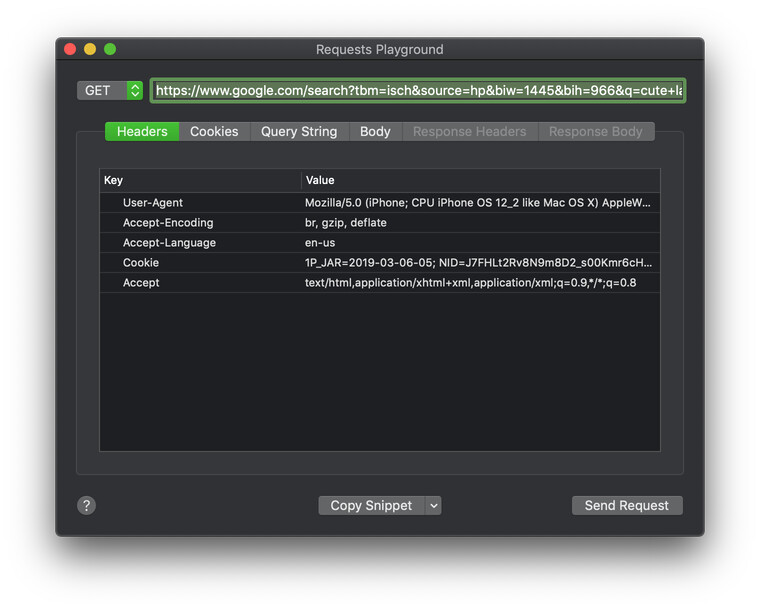 Requests Playground
GET https://www.google.com/search?tbm=isch&source=hp&biw=1445&bih=966&q=cute+la
Headers Cookies Query String Body Response Headers Response Body
Key Value
User-Agent Mozilla/5.0 (iPhone; CPU iPhone OS 12_2 like Mac OS X) AppleW...
Accept-Encoding br, gzip, deflate
Accept-Language en-us
Cookie 1P_JAR=2019-03-06-05; NID=J7FHLt2Rv8N9m8D2_s00Kmr6cH...
Accept text/html,application/xhtml+xml,application/xml;q=0.9,*/*;q=0.8
? Copy Snippet Send Request